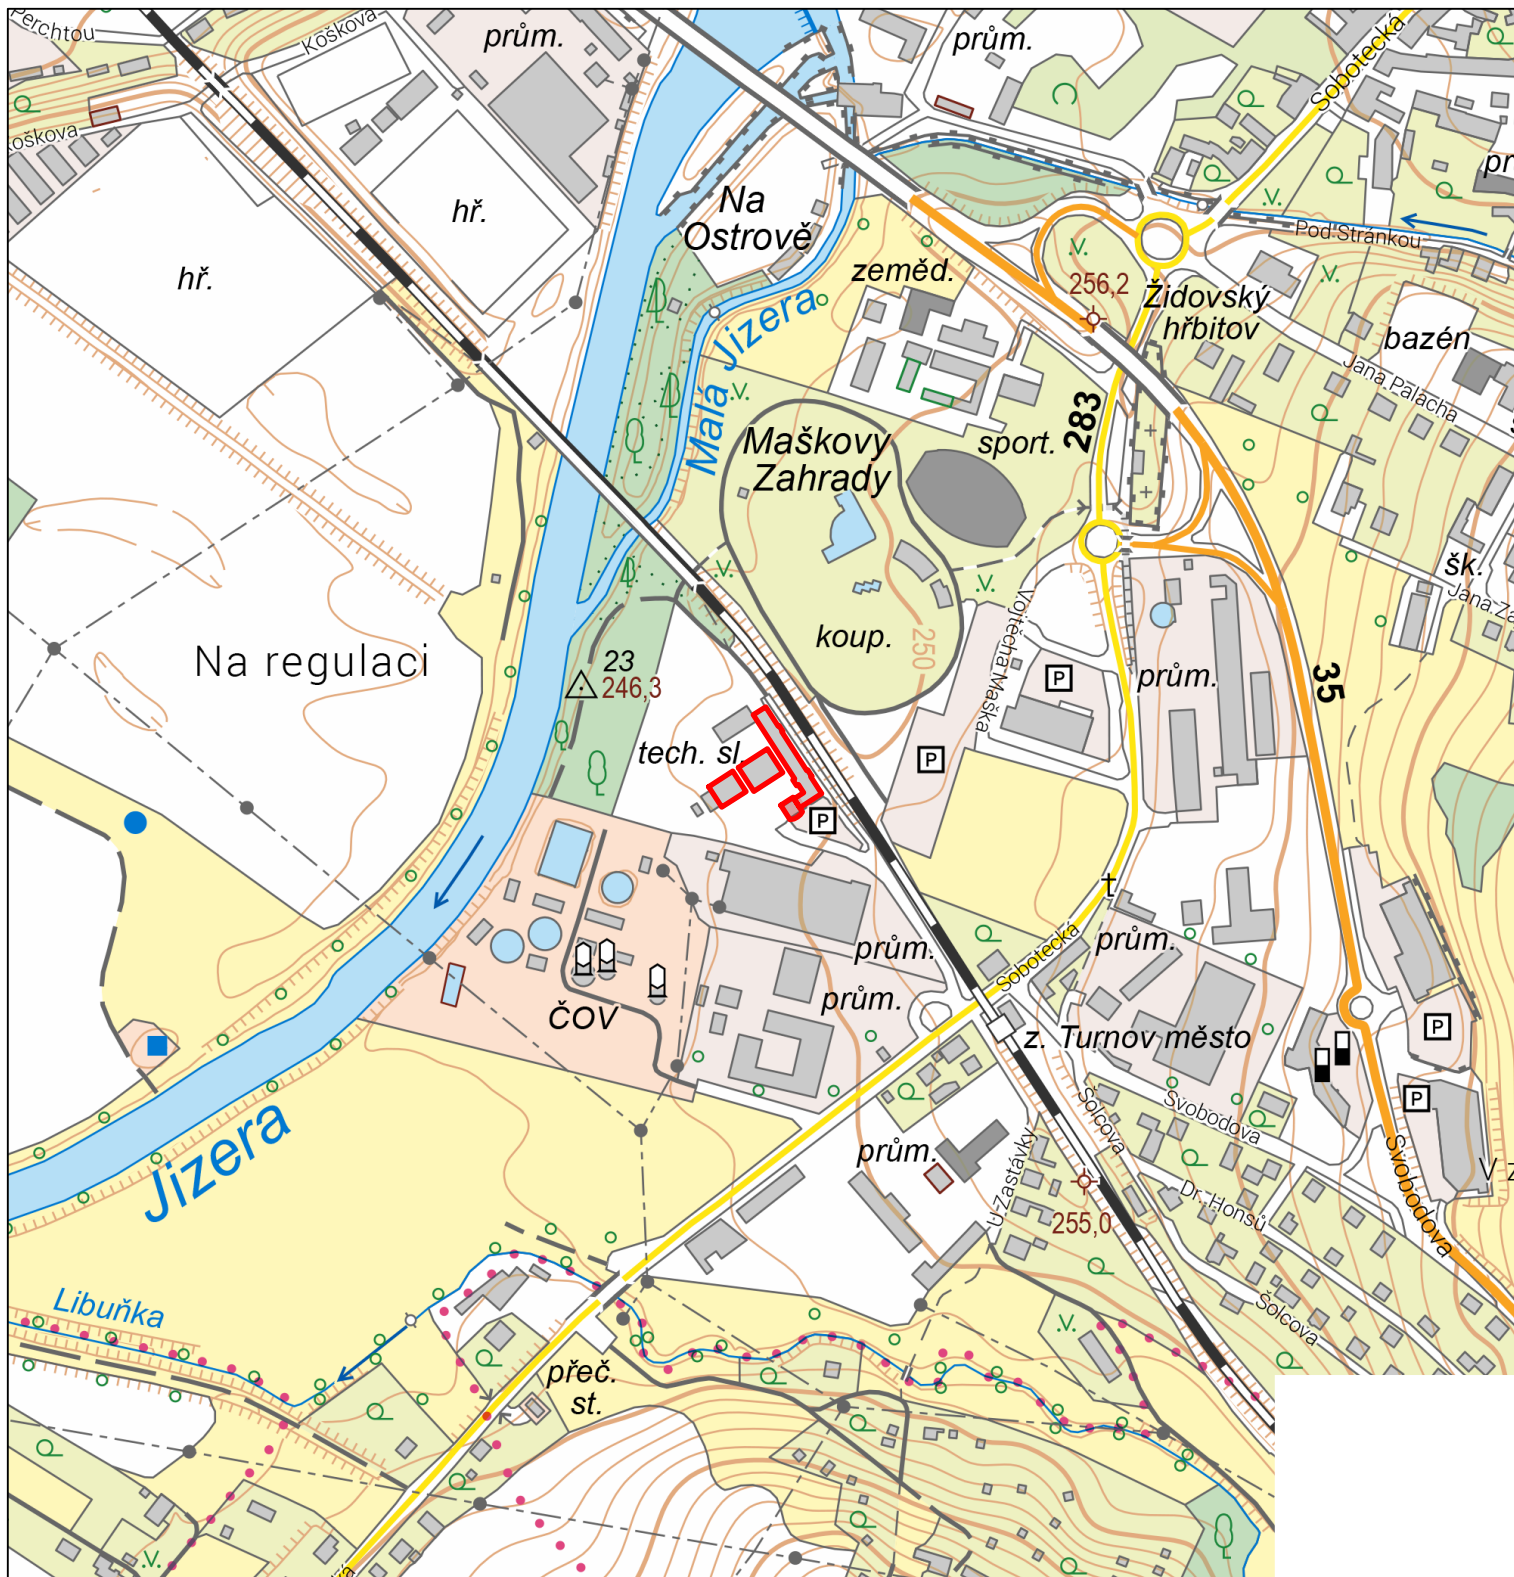 Perchtou
Koškova
prům.
prům.
Sobotecká
oškova
pr
hř.
Na
Ostrově
hř.
Pod Stránkou
zeměd.
256,2
Židovský
hřbitov
Malá Jizera
bazén
Jana Palacha
283
Maškovy
Zahrady
sport.
šk.
Jana Za
Vojtěcha Maška
koup.
250
Na regulaci
23
246,3
prům.
35
P
tech. sl.
P
P
prům.
Sobotecká
prům.
prům.
ČOV
z. Turnov město
P
P
Jizera
Šolcova
Svobodova
Svobodova
prům.
U Zastávky
Dr. Honsů
V z
255,0
Libuňka
Šolcova
přeč.
st.